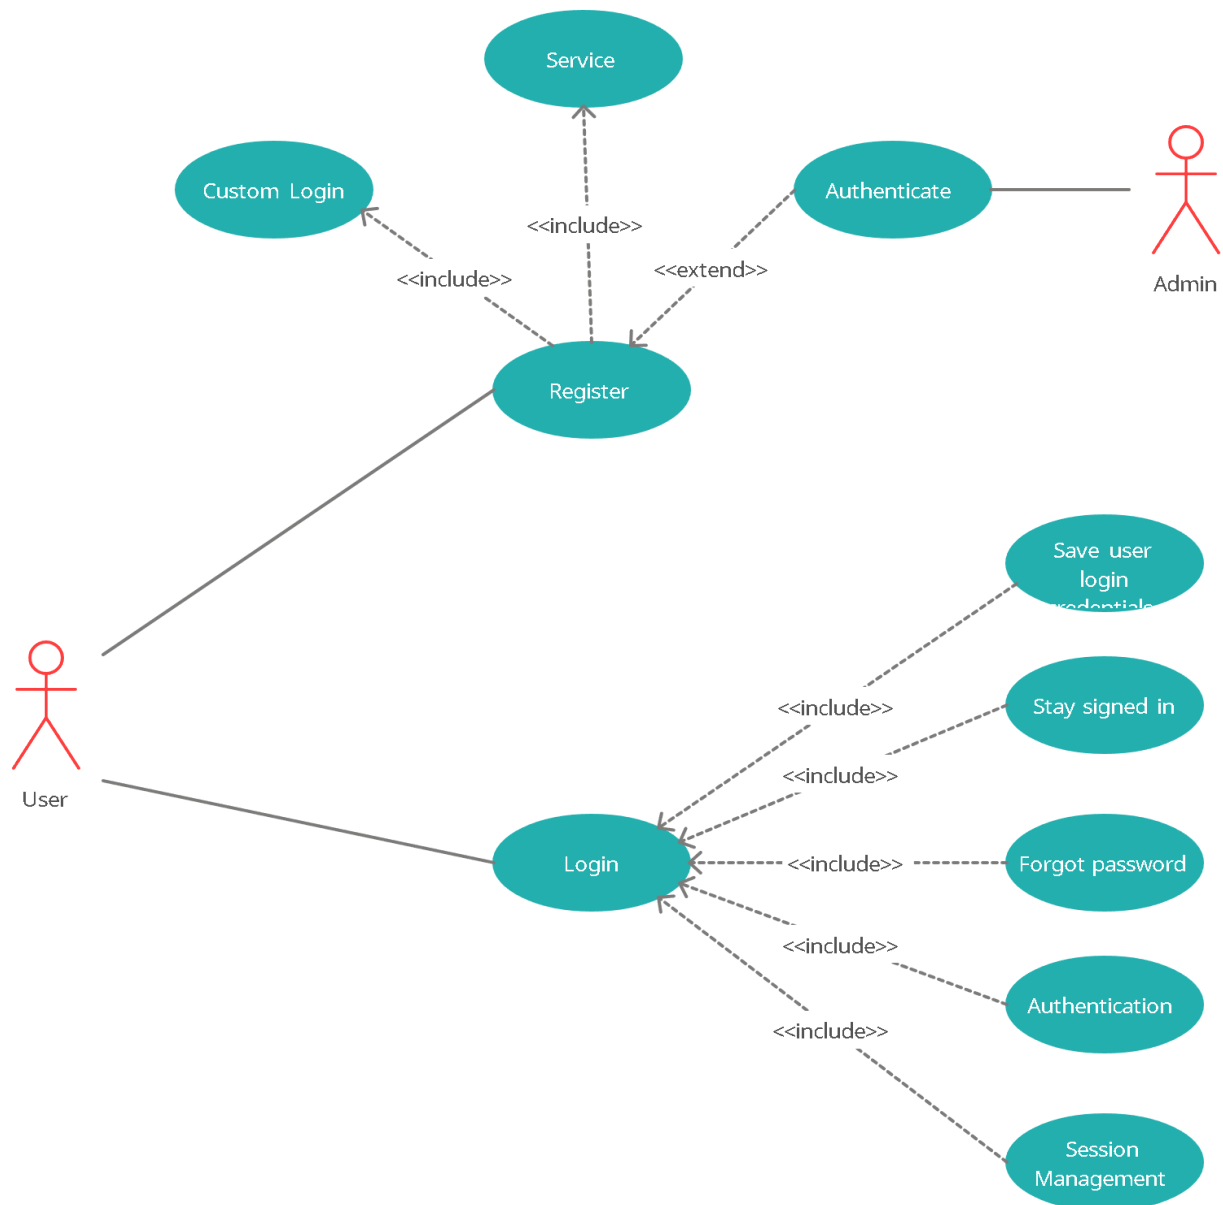 Service
Custom Login
Authenticate
<<include>>
<<extend>>
<<include>>
Admin
Register
Save user
login
credentials
<<include>>
Stay signed in
<<include>>
User
Login
<<include>>
Forgot password
<<include>>
Authentication
<<include>>
Session
Management